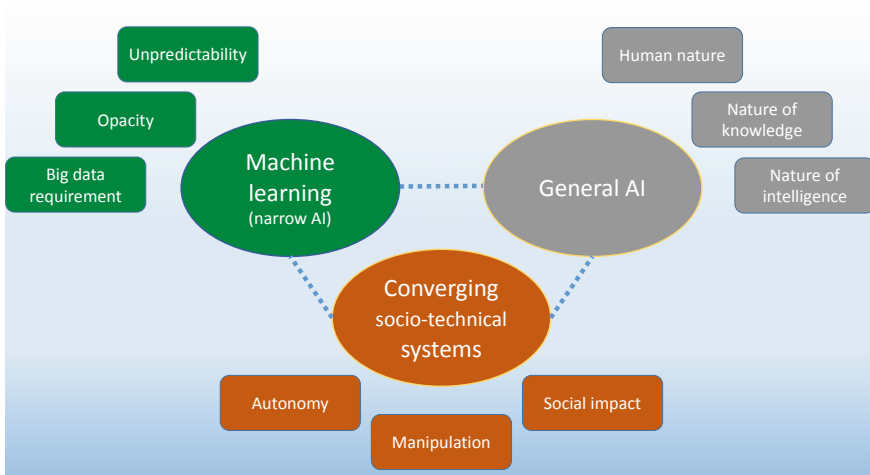 Unpredictability
Opacity
Big data
requirement
Machine
learning
(narrow AI)
Human nature
Nature of
knowledge
Nature of
intelligence
General AI
Converging
socio-technical
systems
Autonomy
Manipulation
Social impact